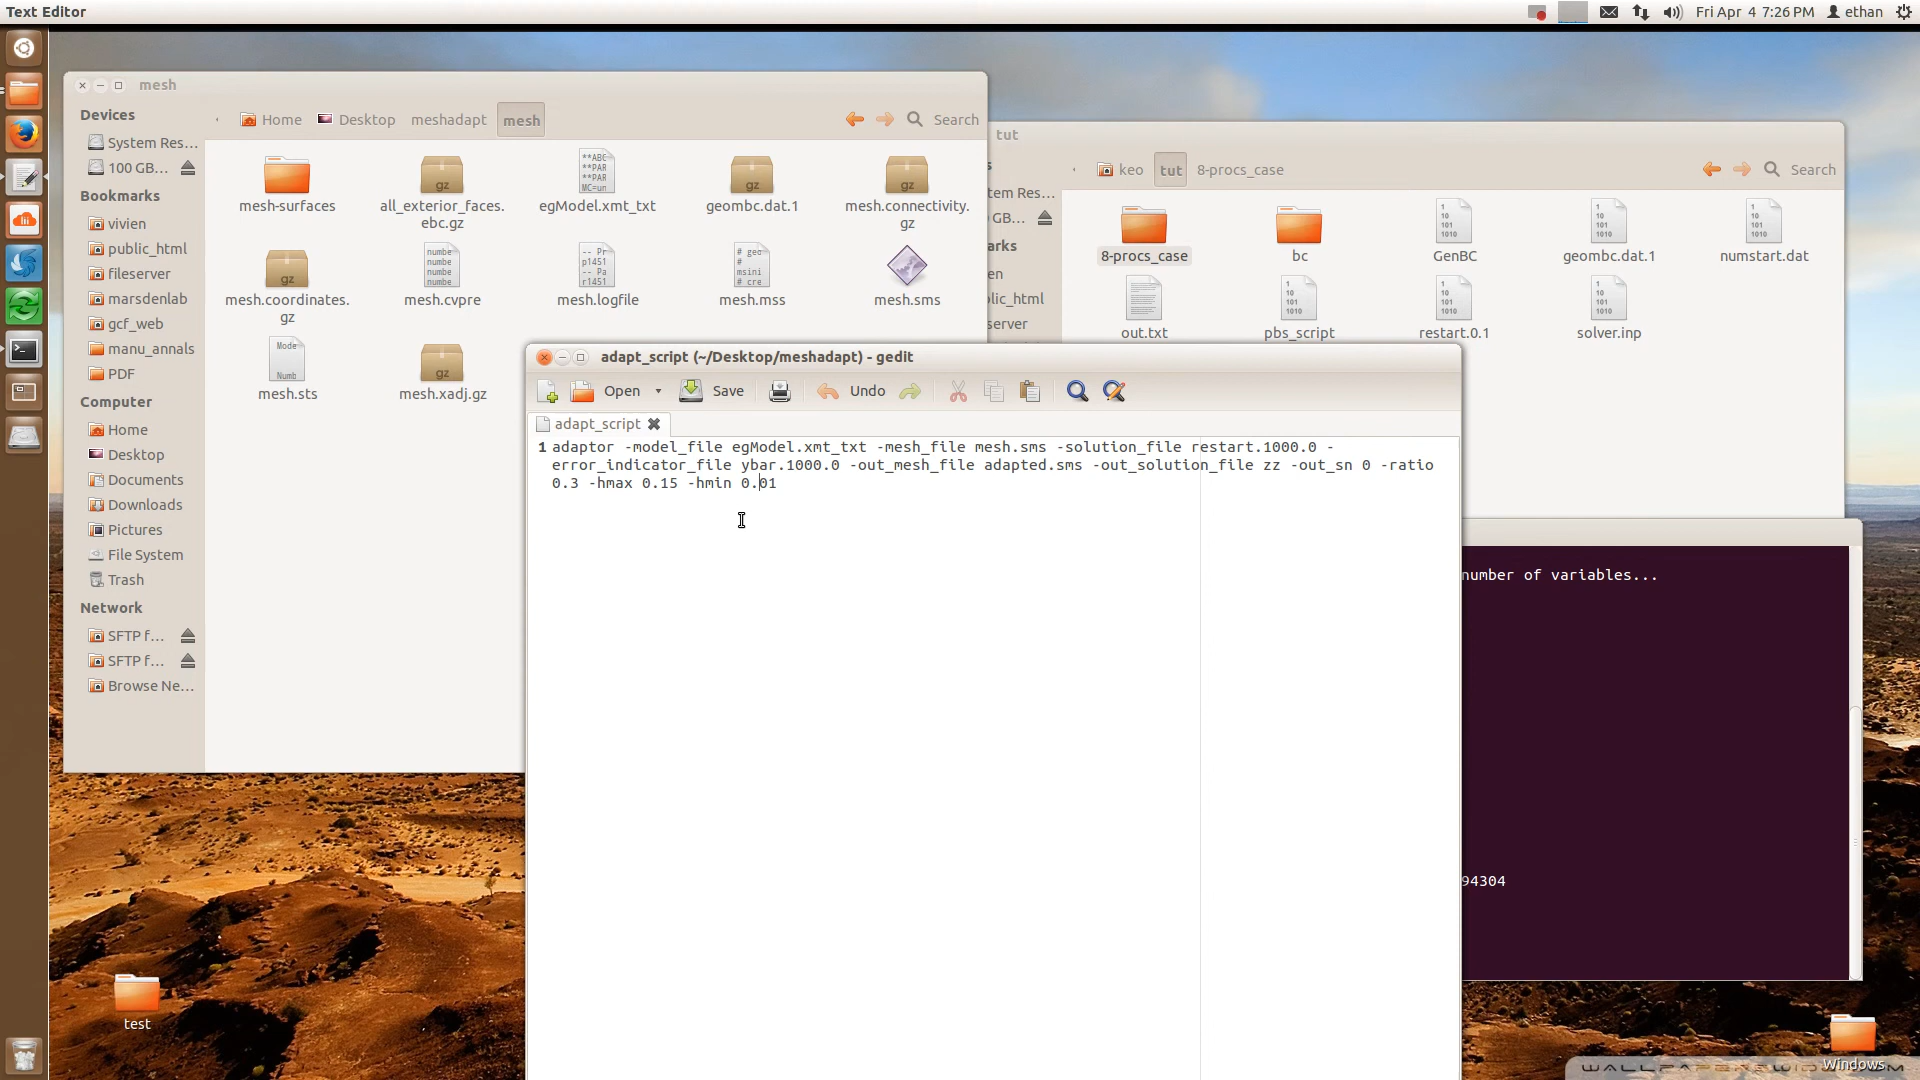 Text Editor
Fri Apr 4 7:26 PM
ethan
mesh
Devices
System Res...
100 GB...
Bookmarks
vivien
public_html
fileserver
marsdenlab
gcf_web
manu_annals
PDF
Computer
Home
Desktop
Documents
Downloads
Pictures
File System
Trash
Network
SFTP f...
SFTP f...
Browse Ne...
Home
Desktop
meshadapt
mesh
Search
mesh-surfaces
all_exterior_faces.
ebc.gz
egModel.xmt_txt
geombc.dat.1
mesh.connectivity.
gz
mesh.coordinates.
gz
mesh.cvpre
mesh.logfile
mesh.mss
mesh.sms
mesh.sts
mesh.xadj.gz
tut
keo
tut
8-procs_case
Search
tem Res...
GB...
arks
en
lic_html
erver
8-procs_case
bc
GenBC
geombc.dat.1
numstart.dat
out.txt
pbs_script
restart.0.1
solver.inp
adapt_script (~/Desktop/meshadapt) - gedit
Open
Save
Undo
adapt_script
1 adaptor -model_file egModel.xmt_txt -mesh_file mesh.sms -solution_file restart.1000.0 -
error_indicator_file ybar.1000.0 -out_mesh_file adapted.sms -out_solution_file zz -out_sn 0 -ratio
0.3 -hmax 0.15 -hmin 0.01
number of variables...
94304
test
Windows